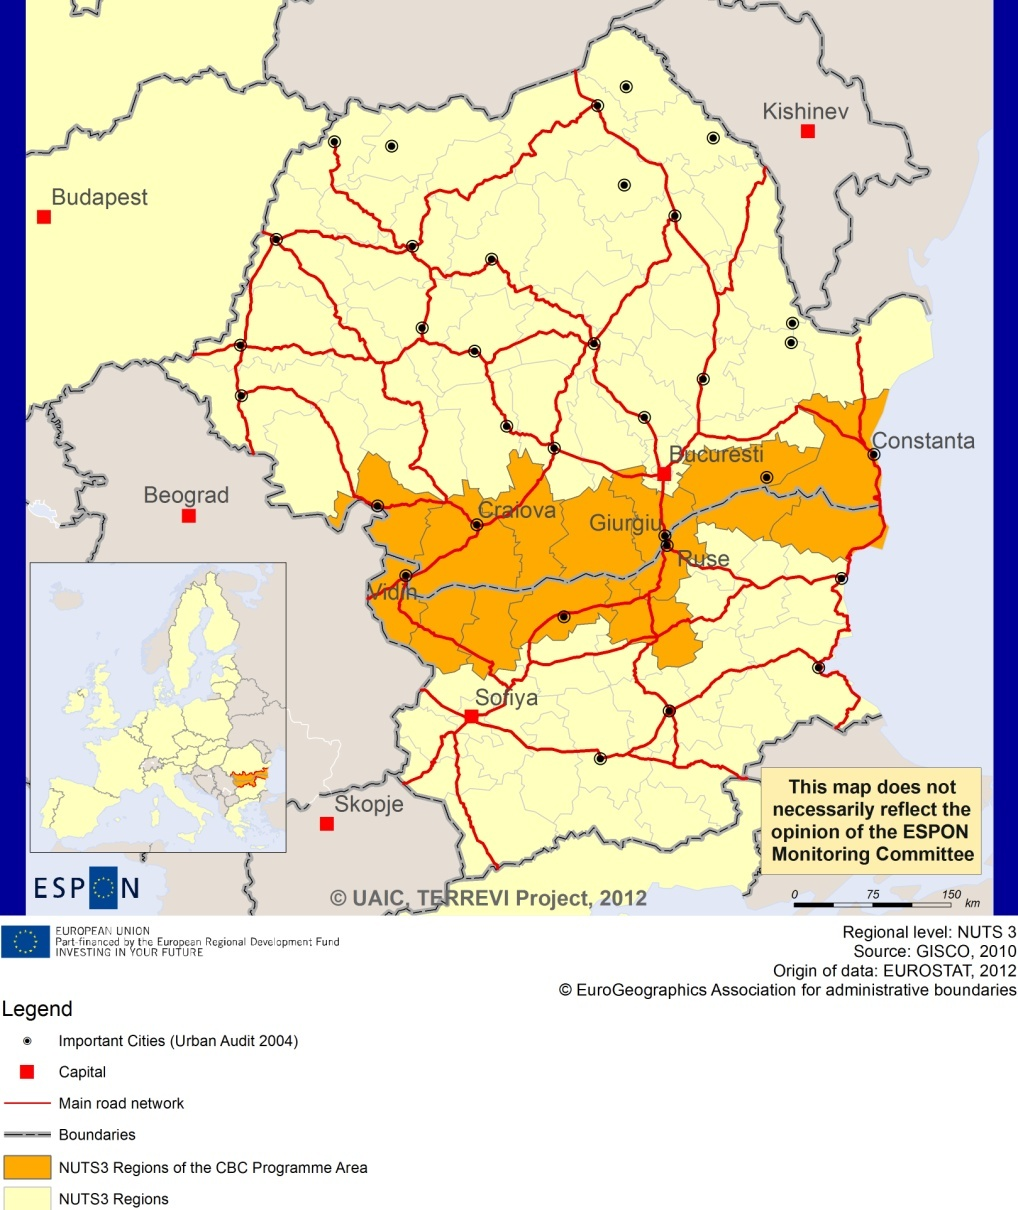 Kishinev
Budapest
Constanta
Bucuresti
Beograd
Craiova
Giurgiu
Ruse
Vidin
Sofiya
Skopje
This map does not
necessarily reflect the
opinion of the ESPON
Monitoring Committee
ESPON
© UAIC, TERREVI Project, 2012
0 75 150
km
EUROPEAN UNION
Part-financed by the European Regional Development Fund
INVESTING IN YOUR FUTURE
Regional level: NUTS 3
Source: GISCO, 2010
Origin of data: EUROSTAT, 2012
© EuroGeographics Association for administrative boundaries
Legend
Important Cities (Urban Audit 2004)
Capital
Main road network
Boundaries
NUTS3 Regions of the CBC Programme Area
NUTS3 Regions